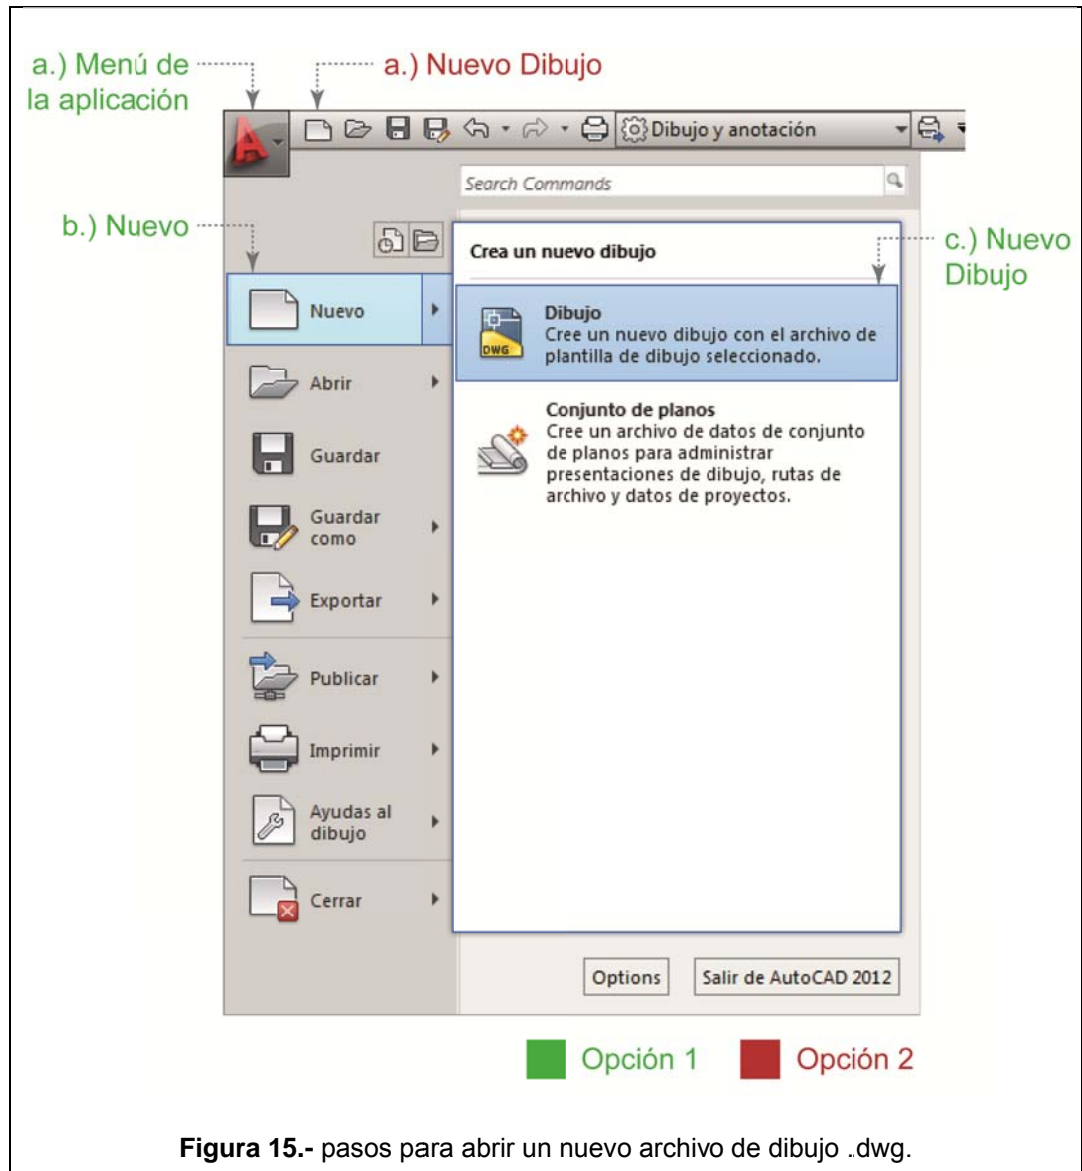 a.) Menú de
la aplicación
a.) Nuevo Dibujo
Dibujo y anotación
Search Commands
b.) Nuevo
c.) Nuevo
Dibujo
Crea un nuevo dibujo
Nuevo
Dibujo
Cree un nuevo dibujo con el archivo de
plantilla de dibujo seleccionado.
DWG
Abrir
Conjunto de planos
Cree un archivo de datos de conjunto
de planos para administrar
presentaciones de dibujo, rutas de
archivo y datos de proyectos.
Guardar
Guardar
como
Exportar
Publicar
Imprimir
Ayudas al
dibujo
Cerrar
Options
Salir de AutoCAD 2012
Opción 1
Opción 2
Figura 15.- pasos para abrir un nuevo archivo de dibujo .dwg.